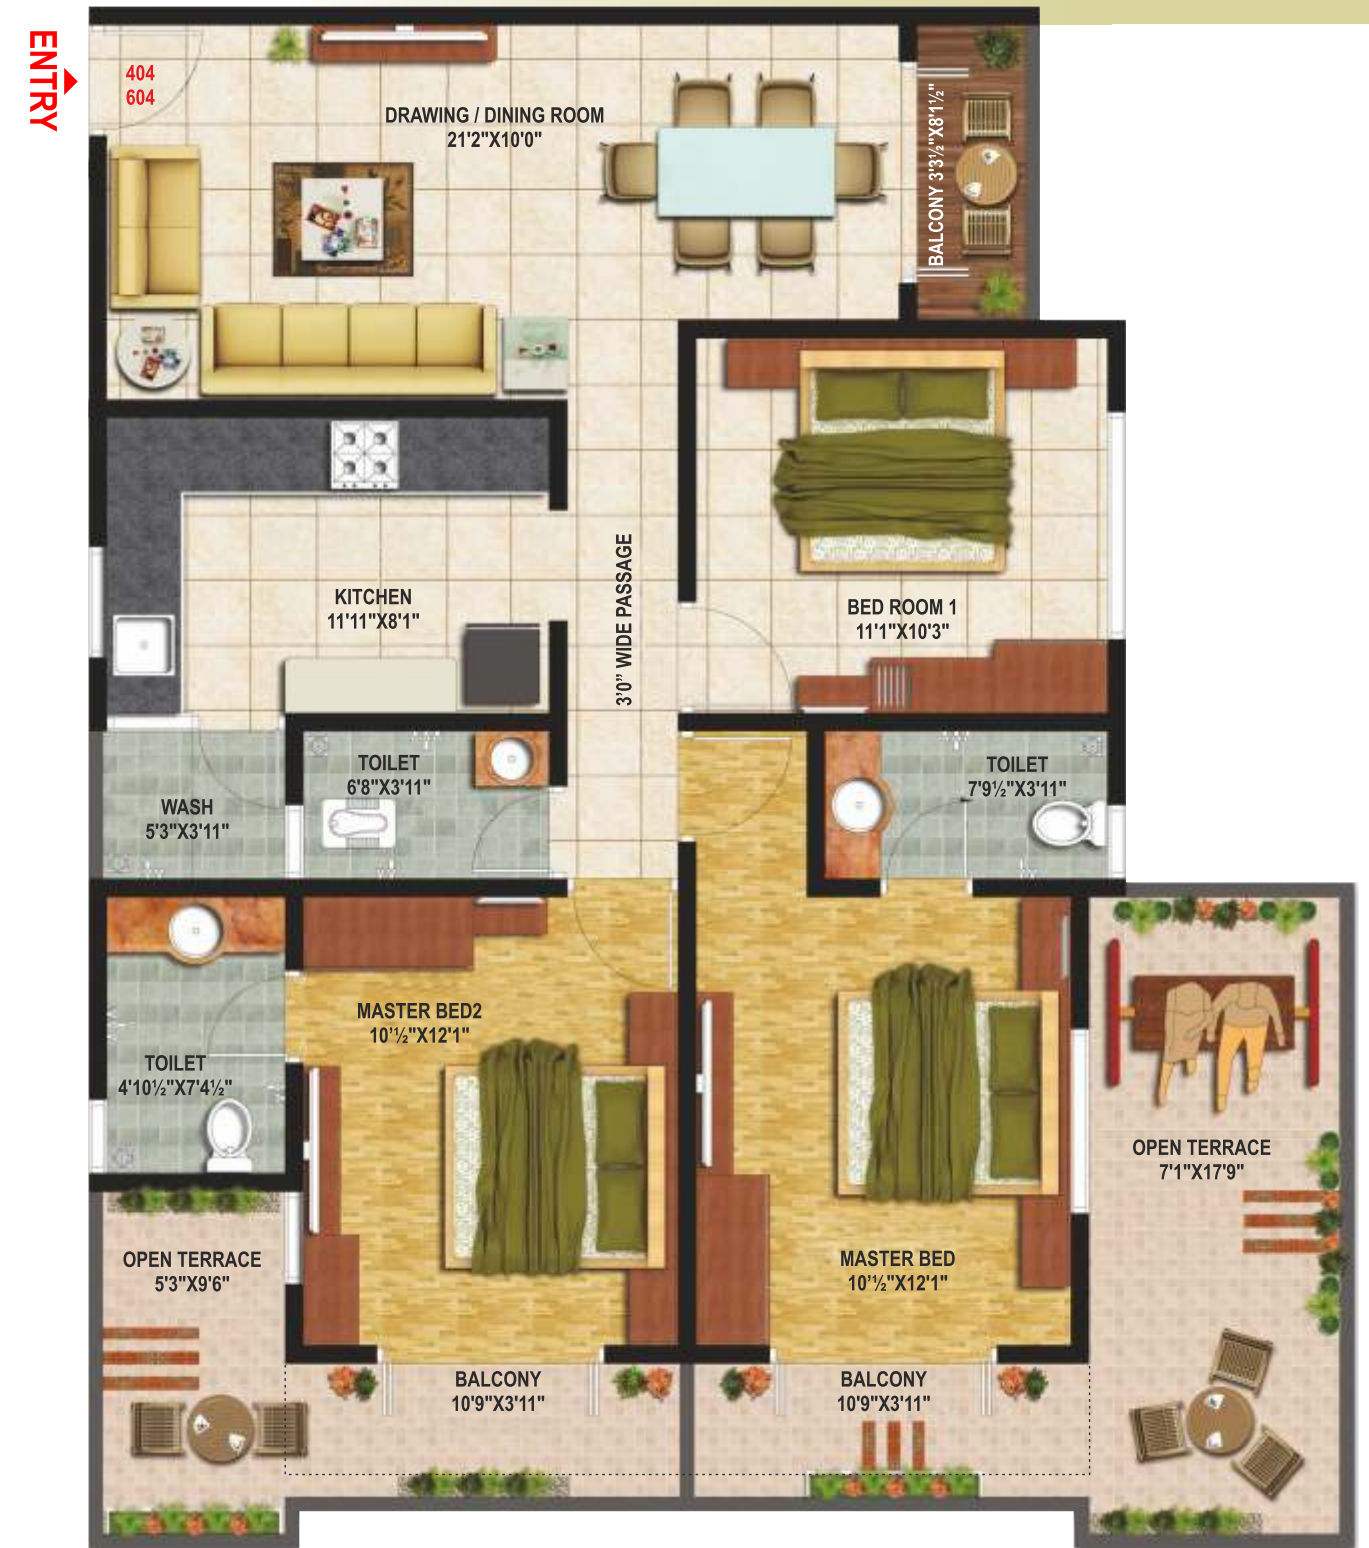 ENTRY
404
604
DRAWING / DINING ROOM
21'2"X10'0"
BALCONY 3'3½"X8'1½"
KITCHEN
11'11"X8'1"
3'0" WIDE PASSAGE
BED ROOM 1
11'1"X10'3"
TOILET
6'8"X3'11"
TOILET
7'9½"X3'11"
WASH
5'3"X3'11"
MASTER BED2
10'½"X12'1"
TOILET
4'10½"X7'4½"
OPEN TERRACE
7'1"X17'9"
OPEN TERRACE
5'3"X9'6"
MASTER BED
10'½"X12'1"
BALCONY
10'9"X3'11"
BALCONY
10'9"X3'11"